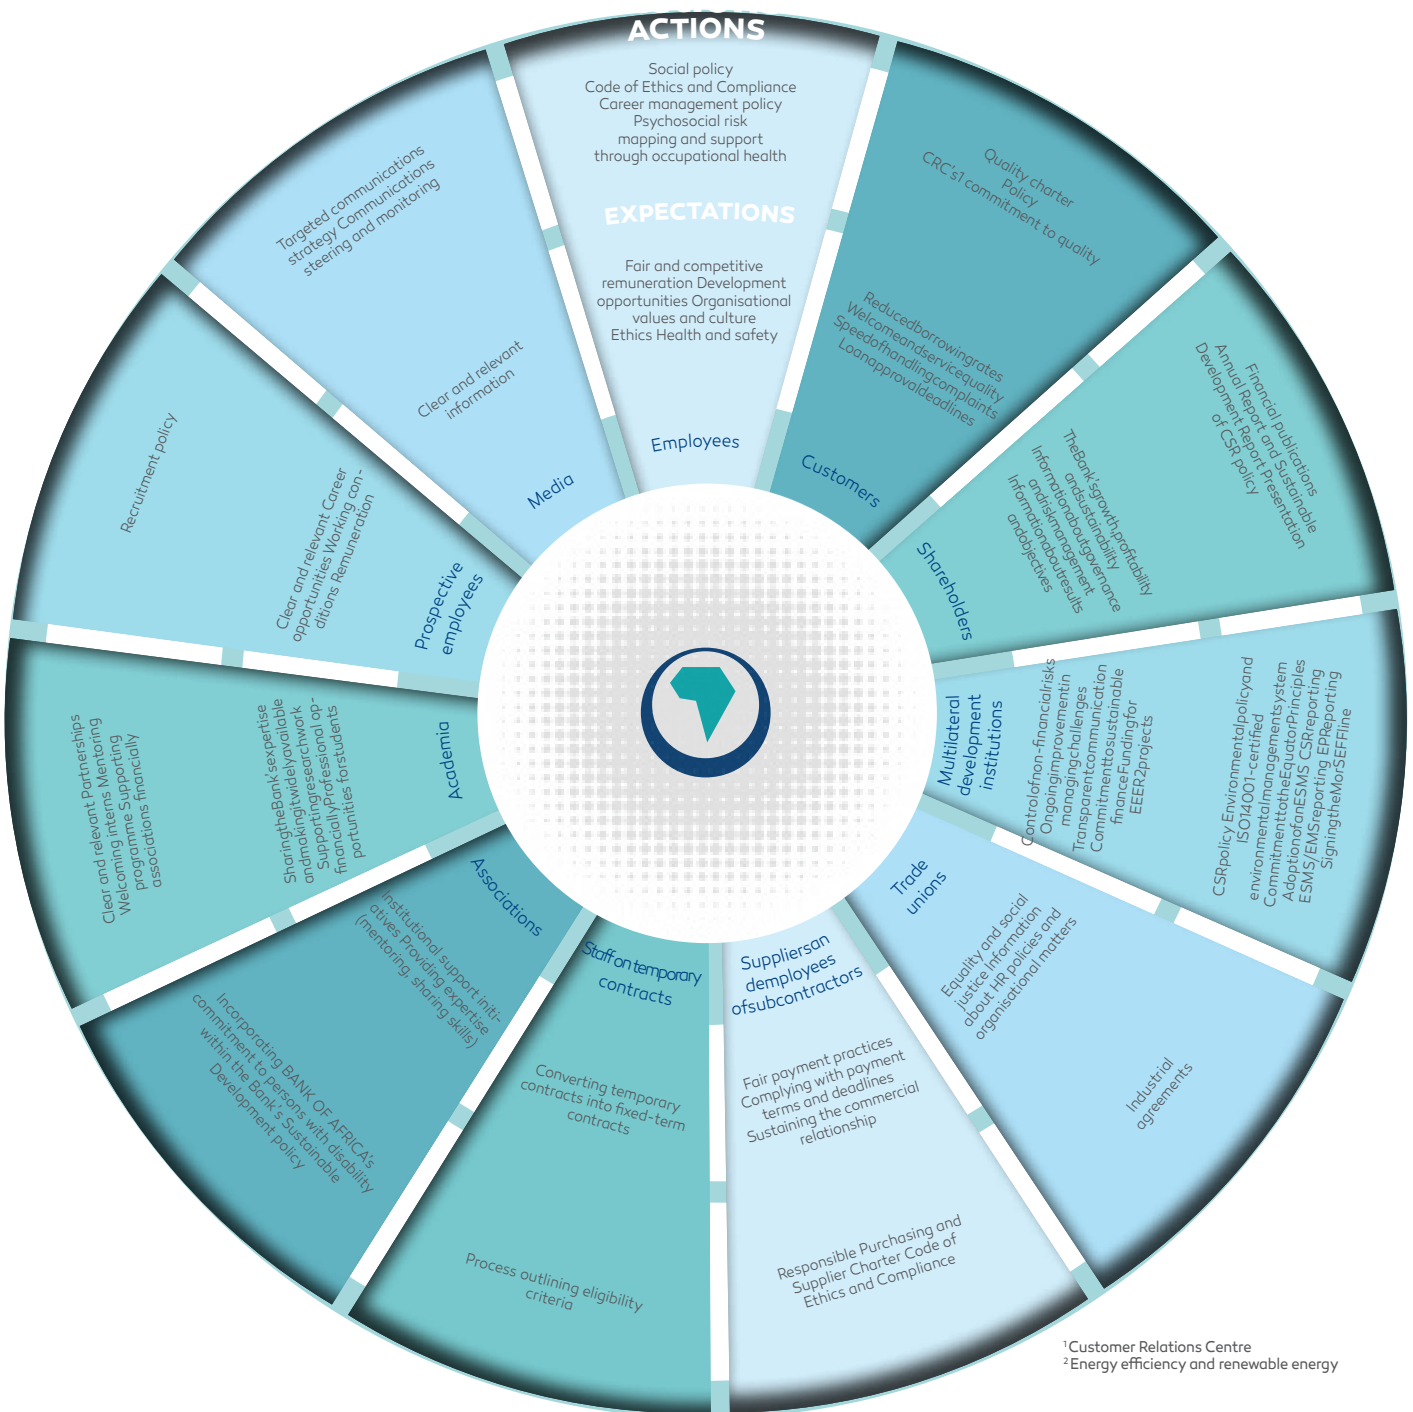 ACTIONS
Social policy
Code of Ethics and Compliance
Career management policy
Psychosocial risk
mapping and support
through occupational health
EXPECTATIONS
Fair and competitive
remuneration Development
opportunities Organisational
values and culture
Ethics Health and safety
Employees
Quality charter
Policy
CRC's1 commitment to quality
Reducedborrowingrates
Welcomeandservicequality
Speedofhandlingcomplaints
Loanapprovaldeadlines
Customers
Financial publications
Annual Report and Sustainable
Development Report Presentation
of CSR policy
TheBank'sgrowth,profitability
andsustainability
Informationaboutgovernance
andriskmanagement
Informationaboutresults
andobjectives
Shareholders
Multilateral
development
institutions
Controlofnon-financialrisks
Ongoingimprovementin
managingchallenges
Transparentcommunication
Commitmenttosustainable
financeFundingfor
EEER2projects
CSRpolicy Environmentalpolicyand
ISO14001-certified
environmentalmanagementsystem
CommitmenttotheEquatorPrinciples
AdoptionofanESMS CSRreporting
ESMS/EMSreporting EPReporting
SigningtheMorSEFFline
Trade
unions
Equality and social
justice Information
about HR policies and
organisational matters
Industrial
agreements
Suppliersan
demployees
ofsubcontractors
Fair payment practices
Complying with payment
terms and deadlines
Sustaining the commercial
relationship
Responsible Purchasing and
Supplier Charter Code of
Ethics and Compliance
Staff on temporary
contracts
Converting temporary
contracts into fixed-term
contracts
Process outlining eligibility
criteria
Associations
Institutional support initi-
atives Providing expertise
(mentoring, sharing skills)
Incorporating BANK OF AFRICA's
commitment to persons with disability
within the Bank's Sustainable
Development policy
Academia
SharingtheBank'sexpertise
andmakingitwidelyavailable
Supportingresearchwork
financiallyProfessional op-
portunities forstudents
Clear and relevant Partnerships
Welcoming interns Mentoring
programme Supporting
associations financially
Prospective
employees
Clear and relevant Career
opportunities Working con-
ditions Remuneration
Recruitment policy
Media
Clear and relevant
information
Targeted communications
strategy Communications
steering and monitoring
1 Customer Relations Centre
2 Energy efficiency and renewable energy